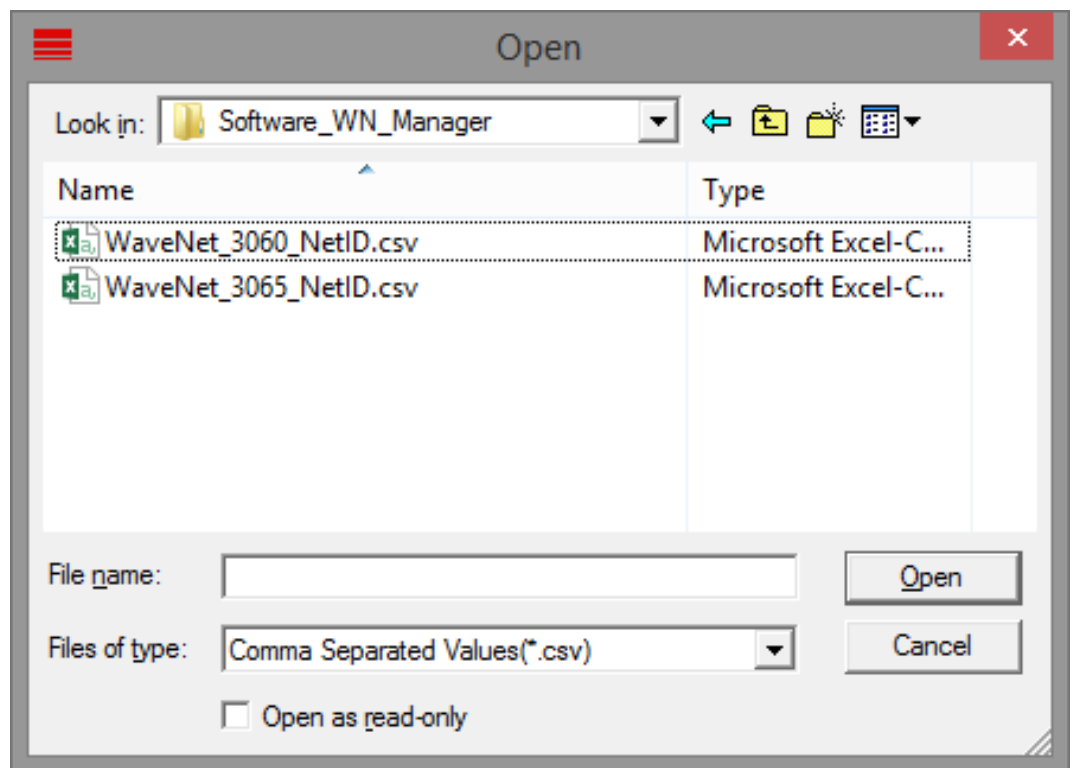 Open
Look in: Software_WN_Manager
Name Type
WaveNet_3060_NetID.csv Microsoft Excel-C...
WaveNet_3065_NetID.csv Microsoft Excel-C...
File name: Open
Files of type: Comma Separated Values(*.csv) Cancel
Open as read-only